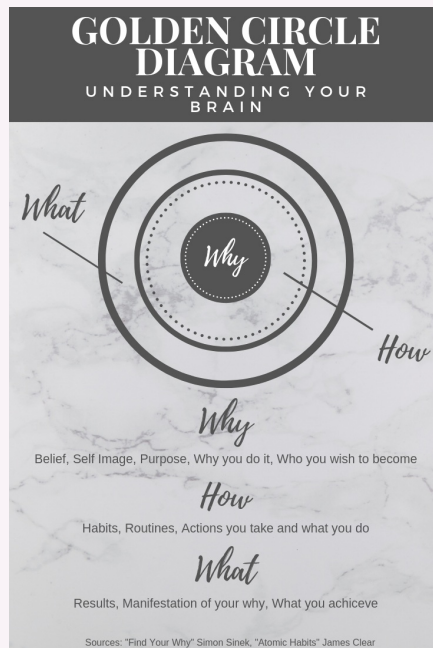 GOLDEN CIRCLE
DIAGRAM
UNDERSTANDING YOUR
BRAIN
What
Why
How
Why
Belief, Self Image, Purpose, Why you do it, Who you wish to become
How
Habits, Routines, Actions you take and what you do
What
Results, Manifestation of your why, What you achiceve
Sources: "Find Your Why" Simon Sinek, "Atomic Habits" James Clear